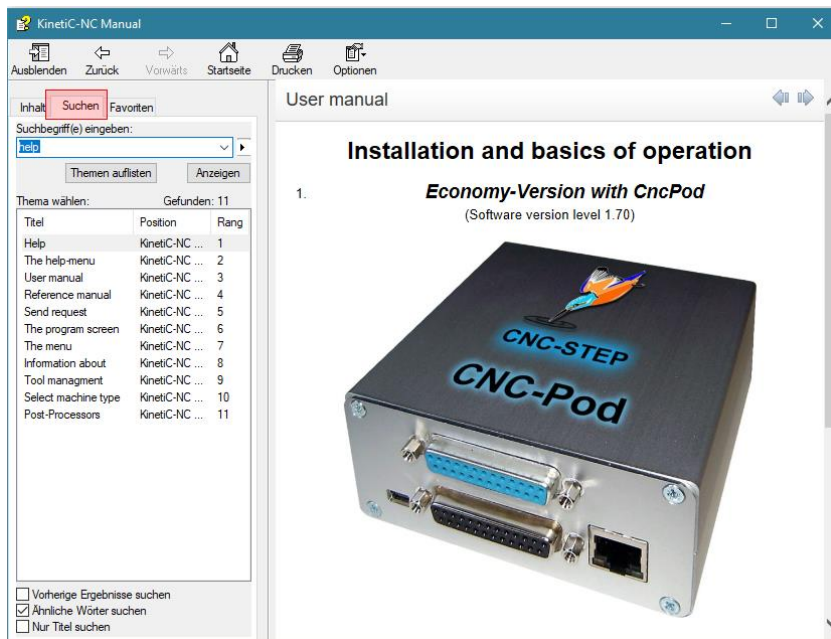 KinetiC-NC Manual
Ausblenden Zurück Vorwärts Startseite Drucken Optionen
Inhalt Suchen Favoriten
Suchbegriff(e) eingeben:
help
Themen auflisten Anzeigen
Thema wählen: Gefunden: 11
Titel Position Rang
Help KinetiC-NC ... 1
The help-menu KinetiC-NC ... 2
User manual KinetiC-NC ... 3
Reference manual KinetiC-NC ... 4
Send request KinetiC-NC ... 5
The program screen KinetiC-NC ... 6
The menu KinetiC-NC ... 7
Information about KinetiC-NC ... 8
Tool managment KinetiC-NC ... 9
Select machine type KinetiC-NC ... 10
Post-Processors KinetiC-NC ... 11
Vorherige Ergebnisse suchen
Ähnliche Wörter suchen
Nur Titel suchen
User manual
Installation and basics of operation
1. Economy-Version with CncPod
(Software version level 1.70)
CNC-STEP
CNC-Pod